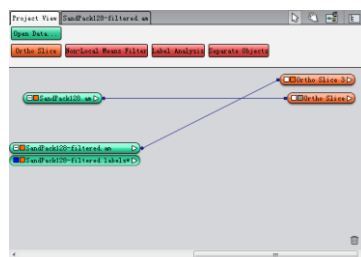 Project View SandPack128-filtered.am
Open Data...
Ortho Slice Non-Local Means Filter Label Analysis Separate Objects
Ortho Slice 3
SandPack128.am Ortho Slice
SandPack128-filtered.am
SandPack128-filtered.labels*